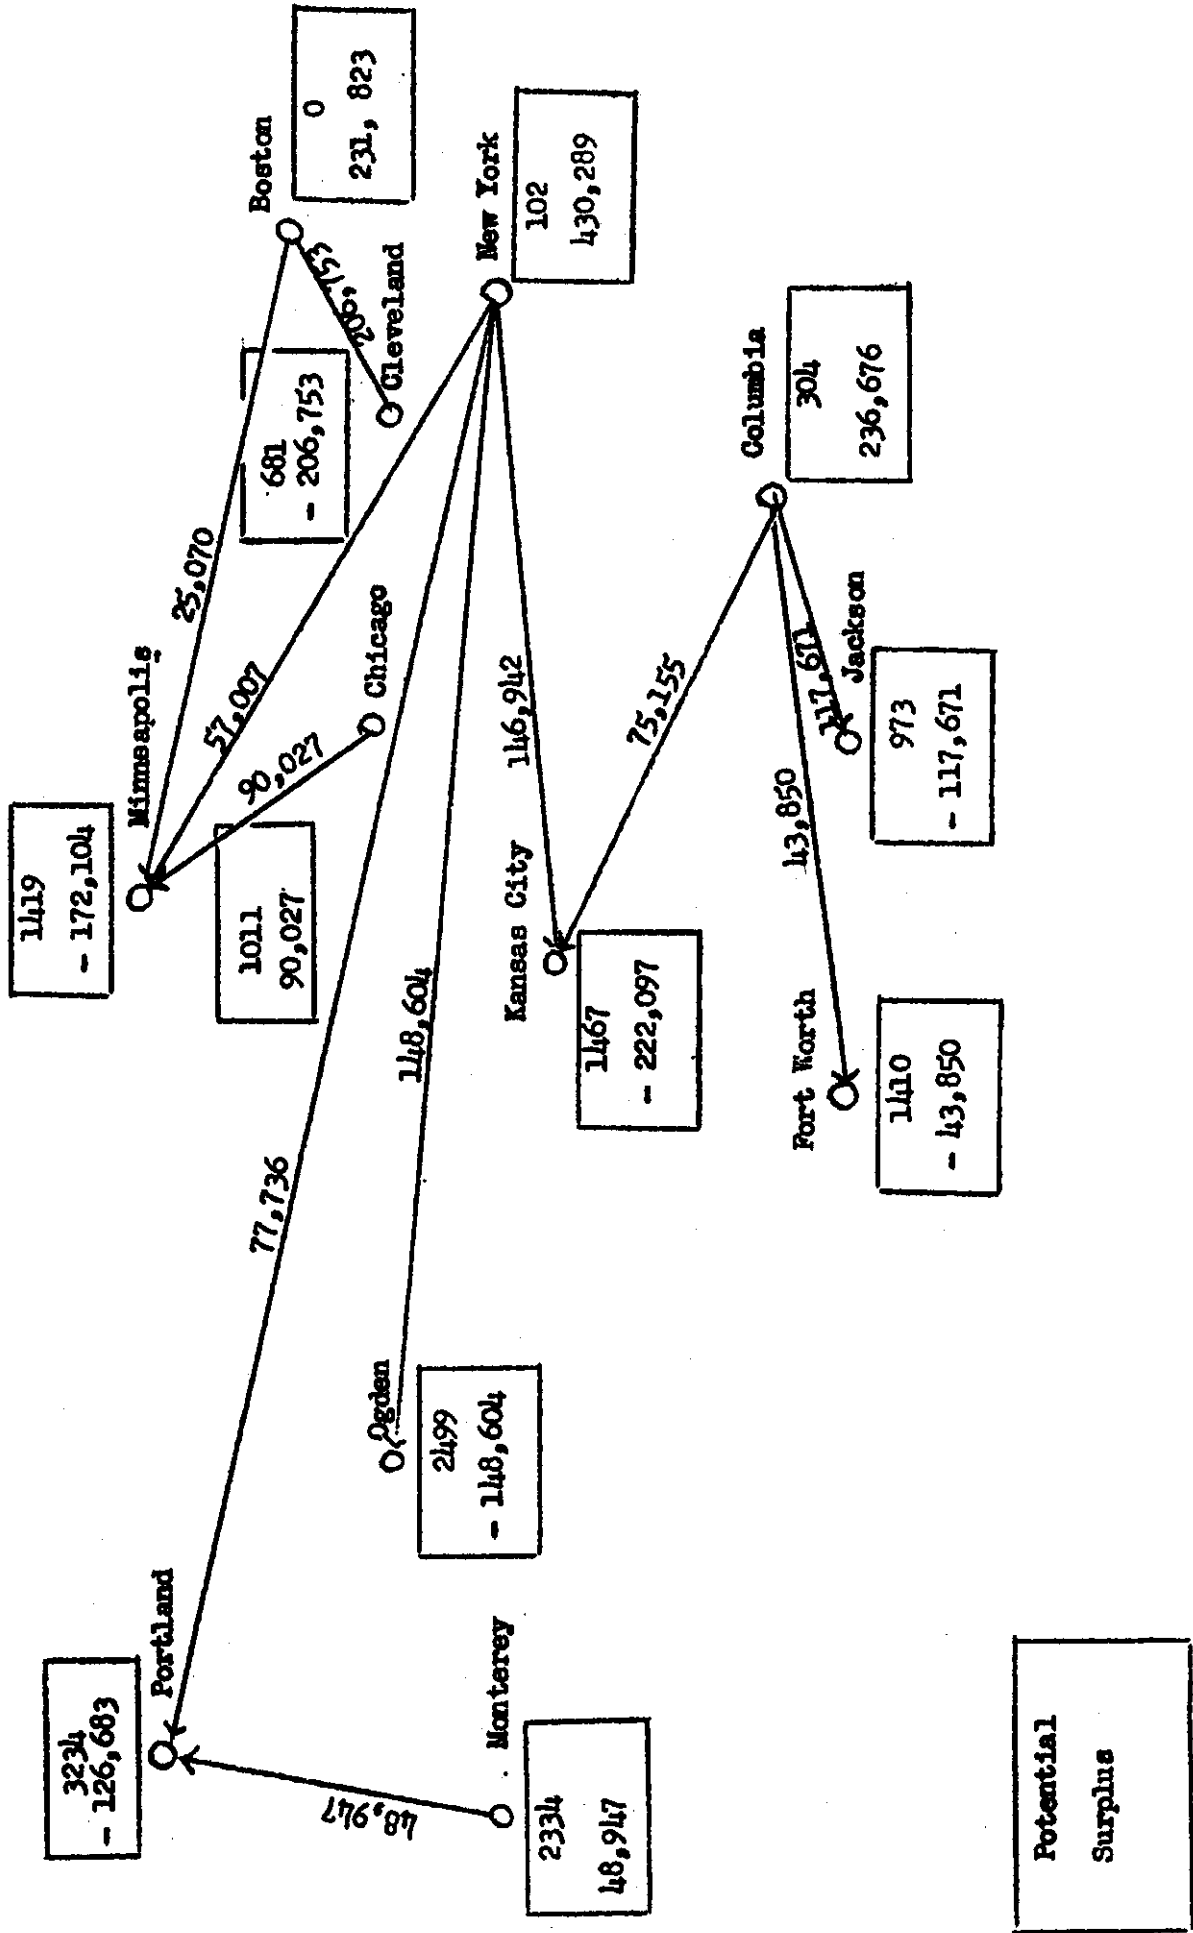 3234
- 126,683
Portland
48,947
Monterey
2334
48,947
77,736
Ogden
2499
- 148,604
148,604
1419
- 172,104
Minneapolis
25,070
57,007
90,027
Chicago
1011
90,027
Boston
0
231, 823
206,753
Cleveland
681
- 206,753
New York
102
430,289
146,942
Kansas City
1467
- 222,097
75,155
Columbia
304
236,676
117,671
Jackson
973
- 117,671
43,850
Fort Worth
1410
- 43,850
Potential
Surplus